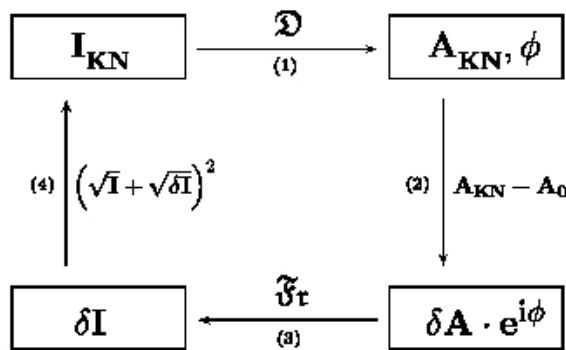 𝔇
I_KN
(1)
A_KN, ϕ
(4) (√I + √δI)²
(2) A_KN − A_0
𝔉𝔯
δI
(3)
δA · e^{iϕ}